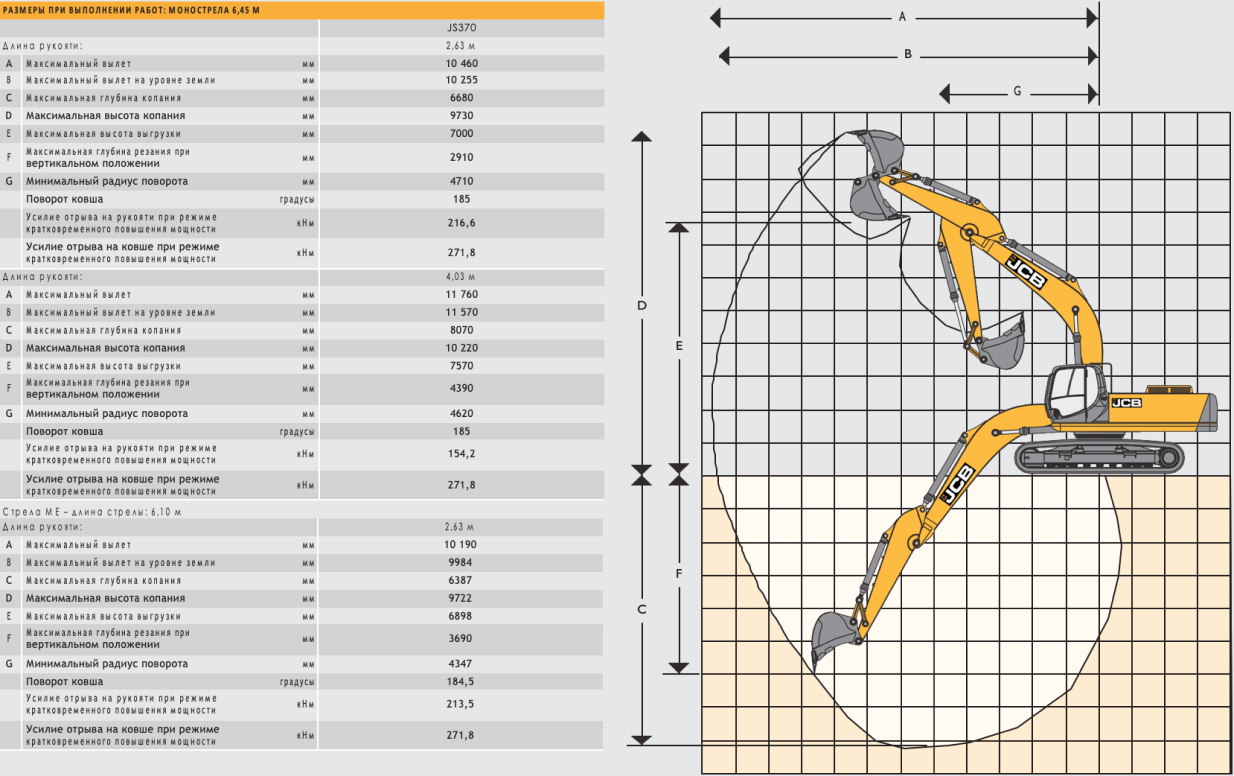 РАЗМЕРЫ ПРИ ВЫПОЛНЕНИИ РАБОТ: МОНОСТРЕЛА 6,45 М
JS370
Длина рукояти: 2,63 м
A Максимальный вылет мм 10 460
B Максимальный вылет на уровне земли мм 10 255
C Максимальная глубина копания мм 6680
D Максимальная высота копания мм 9730
E Максимальная высота выгрузки мм 7000
F Максимальная глубина резания при
вертикальном положении мм 2910
G Минимальный радиус поворота мм 4710
Поворот ковша градусы 185
Усилие отрыва на рукояти при режиме
кратковременного повышения мощности кНм 216,6
Усилие отрыва на ковше при режиме
кратковременного повышения мощности кНм 271,8
Длина рукояти: 4,03 м
A Максимальный вылет мм 11 760
B Максимальный вылет на уровне земли мм 11 570
C Максимальная глубина копания мм 8070
D Максимальная высота копания мм 10 220
E Максимальная высота выгрузки мм 7570
F Максимальная глубина резания при
вертикальном положении мм 4390
G Минимальный радиус поворота мм 4620
Поворот ковша градусы 185
Усилие отрыва на рукояти при режиме
кратковременного повышения мощности кНм 154,2
Усилие отрыва на ковше при режиме
кратковременного повышения мощности кНм 271,8
Стрела МЕ – длина стрелы: 6.10 м
Длина рукояти: 2,63 м
A Максимальный вылет мм 10 190
B Максимальный вылет на уровне земли мм 9984
C Максимальная глубина копания мм 6387
D Максимальная высота копания мм 9722
E Максимальная высота выгрузки мм 6898
F Максимальная глубина резания при
вертикальном положении мм 3690
G Минимальный радиус поворота мм 4347
Поворот ковша градусы 184,5
Усилие отрыва на рукояти при режиме
кратковременного повышения мощности кНм 213,5
Усилие отрыва на ковше при режиме
кратковременного повышения мощности кНм 271,8
A
B
G
D
E
F
C
JCB
JCB
JCB